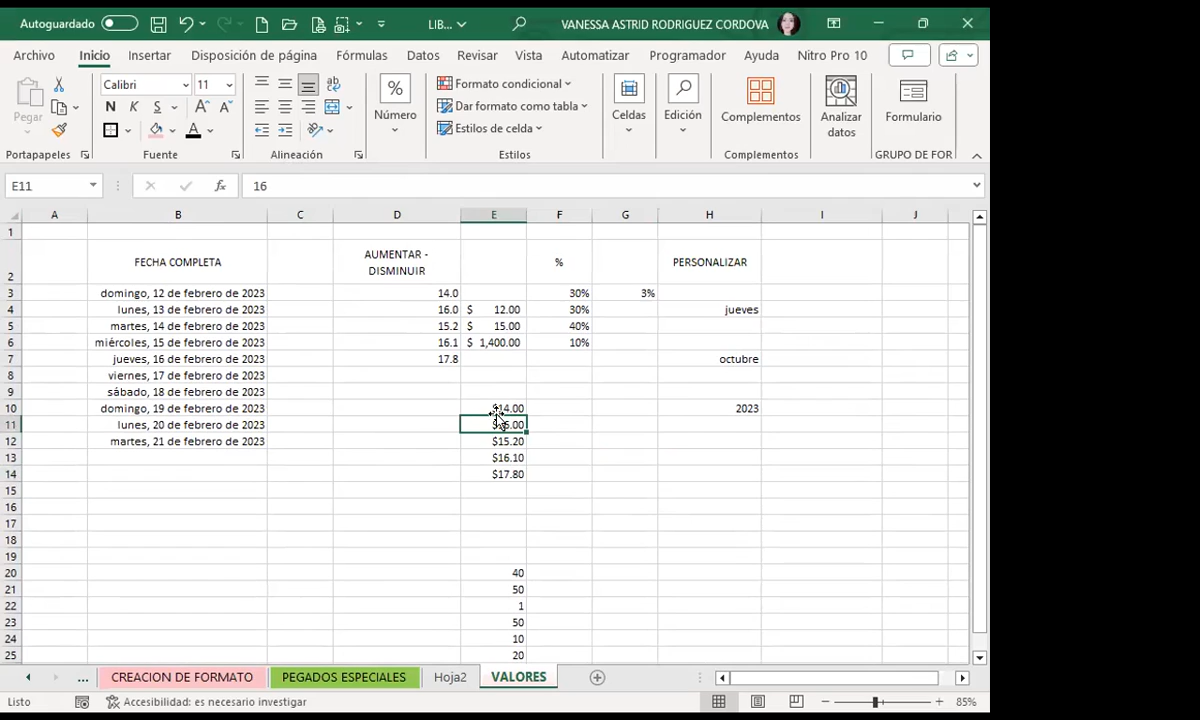 Autoguardado
LIB...
VANESSA ASTRID RODRIGUEZ CORDOVA
Archivo Inicio Insertar Disposición de página Fórmulas Datos Revisar Vista Automatizar Programador Ayuda Nitro Pro 10
Pegar
Calibri 11
N K S
A A
Número
Formato condicional
Dar formato como tabla
Estilos de celda
Celdas
Edición
Complementos
Analizar datos
Formulario
Portapapeles Fuente Alineación Estilos Complementos GRUPO DE FOR
E11 fx 16
A B C D E F G H I J
1
2 FECHA COMPLETA AUMENTAR - DISMINUIR % PERSONALIZAR
3 domingo, 12 de febrero de 2023 14.0 30% 3%
4 lunes, 13 de febrero de 2023 16.0 $ 12.00 30% jueves
5 martes, 14 de febrero de 2023 15.2 $ 15.00 40%
6 miércoles, 15 de febrero de 2023 16.1 $ 1,400.00 10%
7 jueves, 16 de febrero de 2023 17.8 octubre
8 viernes, 17 de febrero de 2023
9 sábado, 18 de febrero de 2023
10 domingo, 19 de febrero de 2023 $14.00 2023
11 lunes, 20 de febrero de 2023 $16.00
12 martes, 21 de febrero de 2023 $15.20
13 $16.10
14 $17.80
15
16
17
18
19
20 40
21 50
22 1
23 50
24 10
25 20
... CREACION DE FORMATO PEGADOS ESPECIALES Hoja2 VALORES
Listo Accesibilidad: es necesario investigar 85%